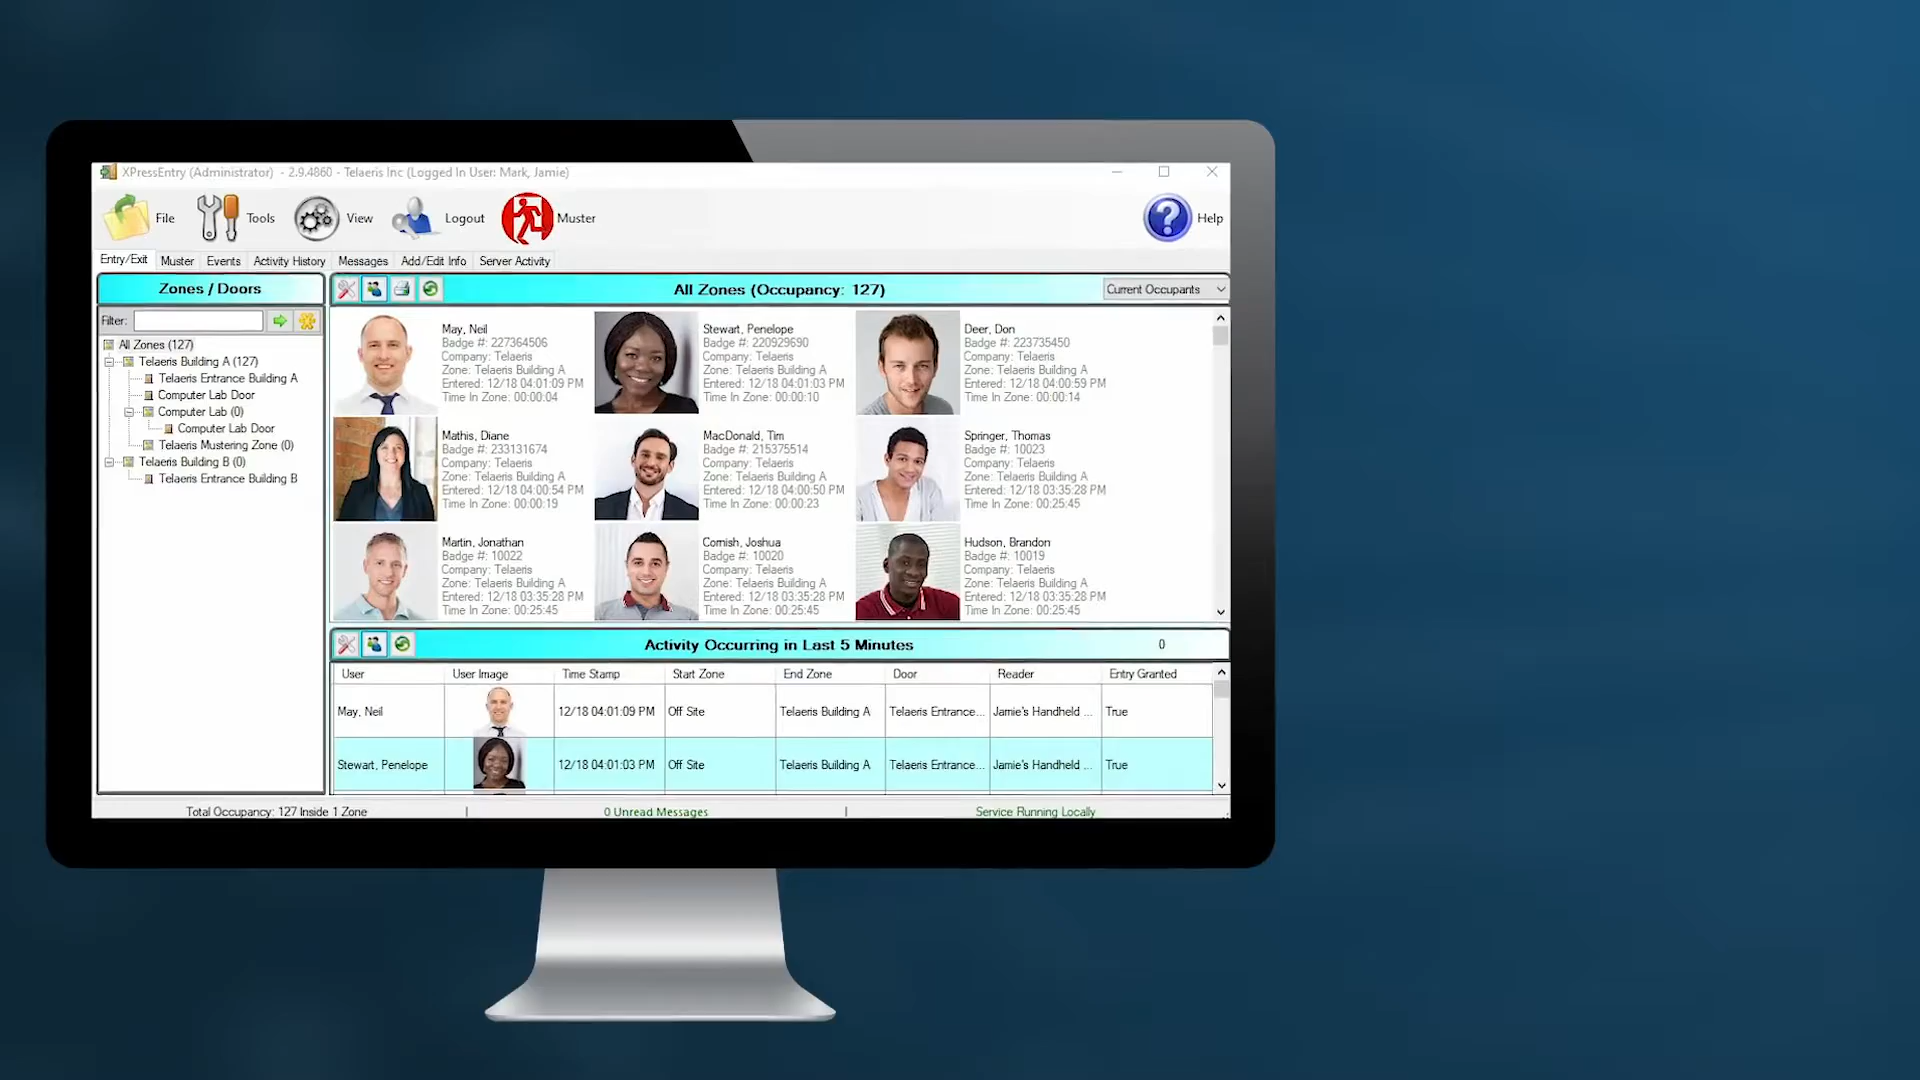 XPressEntry (Administrator) - 2.9.4860 - Telaeris Inc (Logged In User: Mark, Jamie)
File Tools View Logout Muster Help
Entry/Exit Muster Events Activity History Messages Add/Edit Info Server Activity
Zones / Doors
Filter:
All Zones (127)
Telaeris Building A (127)
Telaeris Entrance Building A
Computer Lab Door
Computer Lab (0)
Computer Lab Door
Telaeris Mustering Zone (0)
Telaeris Building B (0)
Telaeris Entrance Building B
All Zones (Occupancy: 127)
Current Occupants
May, Neil
Badge #: 227364506
Company: Telaeris
Zone: Telaeris Building A
Entered: 12/18 04:01:09 PM
Time In Zone: 00:00:04
Stewart, Penelope
Badge #: 220929690
Company: Telaeris
Zone: Telaeris Building A
Entered: 12/18 04:01:03 PM
Time In Zone: 00:00:10
Deer, Don
Badge #: 223735450
Company: Telaeris
Zone: Telaeris Building A
Entered: 12/18 04:00:59 PM
Time In Zone: 00:00:14
Mathis, Diane
Badge #: 233131674
Company: Telaeris
Zone: Telaeris Building A
Entered: 12/18 04:00:54 PM
Time In Zone: 00:00:19
MacDonald, Tim
Badge #: 215375514
Company: Telaeris
Zone: Telaeris Building A
Entered: 12/18 04:00:50 PM
Time In Zone: 00:00:23
Springer, Thomas
Badge #: 10023
Company: Telaeris
Zone: Telaeris Building A
Entered: 12/18 03:35:28 PM
Time In Zone: 00:25:45
Martin, Jonathan
Badge #: 10022
Company: Telaeris
Zone: Telaeris Building A
Entered: 12/18 03:35:28 PM
Time In Zone: 00:25:45
Cornish, Joshua
Badge #: 10020
Company: Telaeris
Zone: Telaeris Building A
Entered: 12/18 03:35:28 PM
Time In Zone: 00:25:45
Hudson, Brandon
Badge #: 10019
Company: Telaeris
Zone: Telaeris Building A
Entered: 12/18 03:35:28 PM
Time In Zone: 00:25:45
Activity Occurring in Last 5 Minutes 0
User User Image Time Stamp Start Zone End Zone Door Reader Entry Granted
May, Neil 12/18 04:01:09 PM Off Site Telaeris Building A Telaeris Entrance... Jamie's Handheld ... True
Stewart, Penelope 12/18 04:01:03 PM Off Site Telaeris Building A Telaeris Entrance... Jamie's Handheld ... True
Total Occupancy: 127 Inside 1 Zone | 0 Unread Messages | Service Running Locally